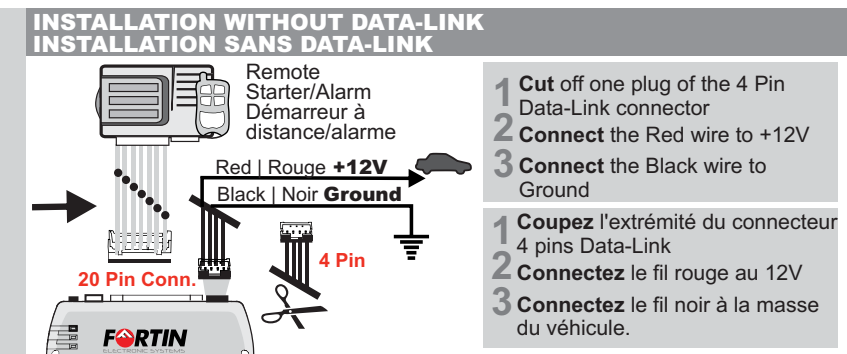 INSTALLATION WITHOUT DATA-LINK
INSTALLATION SANS DATA-LINK
Remote
Starter/Alarm
Démarreur à
distance/alarme
Red | Rouge +12V
Black | Noir Ground
4 Pin
20 Pin Conn.
FORTIN
ELECTRONIC SYSTEMS
1 Cut off one plug of the 4 Pin
Data-Link connector
2 Connect the Red wire to +12V
3 Connect the Black wire to
Ground
1 Coupez l'extrémité du connecteur
4 pins Data-Link
2 Connectez le fil rouge au 12V
3 Connectez le fil noir à la masse
du véhicule.